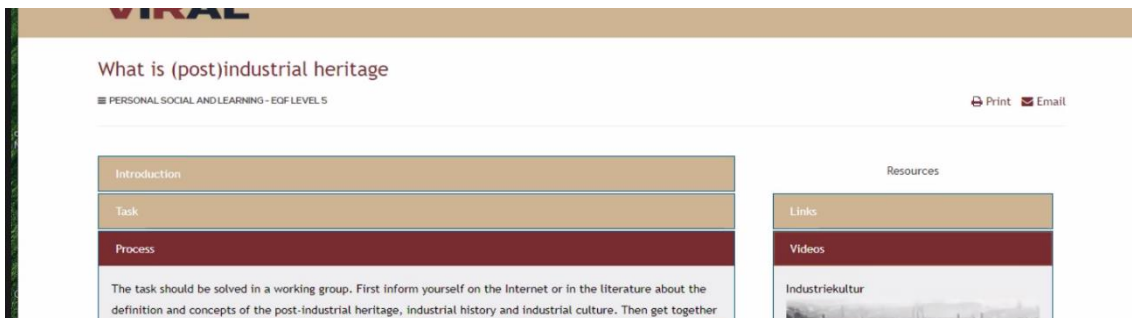 VIRAL
What is (post)industrial heritage
PERSONAL SOCIAL AND LEARNING - EQF LEVEL 5
Print Email
Introduction
Task
Process
The task should be solved in a working group. First inform yourself on the Internet or in the literature about the
definition and concepts of the post-industrial heritage, industrial history and industrial culture. Then get together
Resources
Links
Videos
Industriekultur